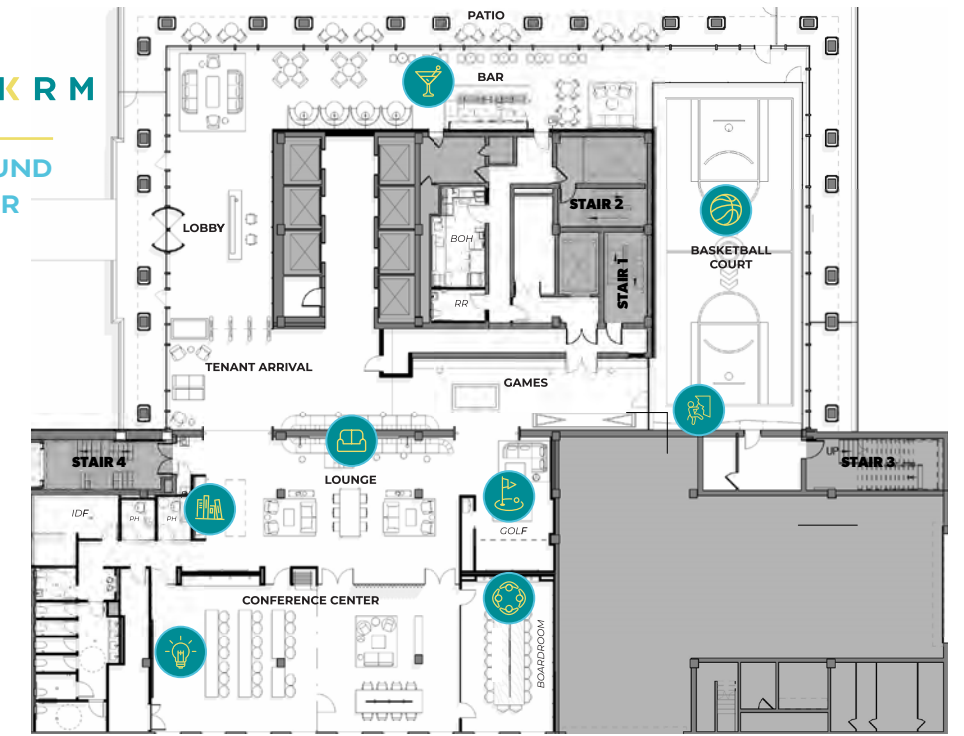 PATIO
BAR
K R M
UND
R
LOBBY
STAIR 2
BOH
BASKETBALL
COURT
STAIR 1
RR
TENANT ARRIVAL
GAMES
STAIR 4
UP
STAIR 3
LOUNGE
IDF
PH
PH
GOLF
CONFERENCE CENTER
BOARDROOM